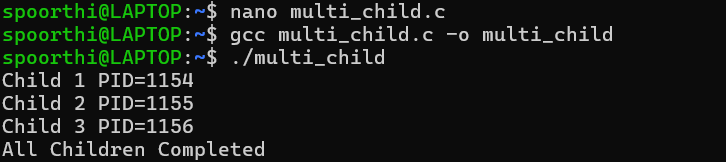 spoorthi@LAPTOP:~$ nano multi_child.c
spoorthi@LAPTOP:~$ gcc multi_child.c -o multi_child
spoorthi@LAPTOP:~$ ./multi_child
Child 1 PID=1154
Child 2 PID=1155
Child 3 PID=1156
All Children Completed